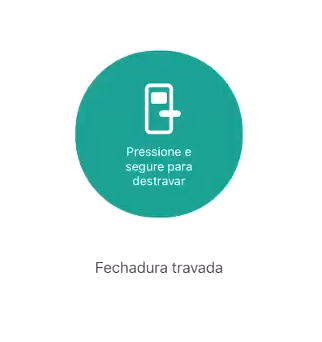 Pressione e
segure para
destravar
Fechadura travada